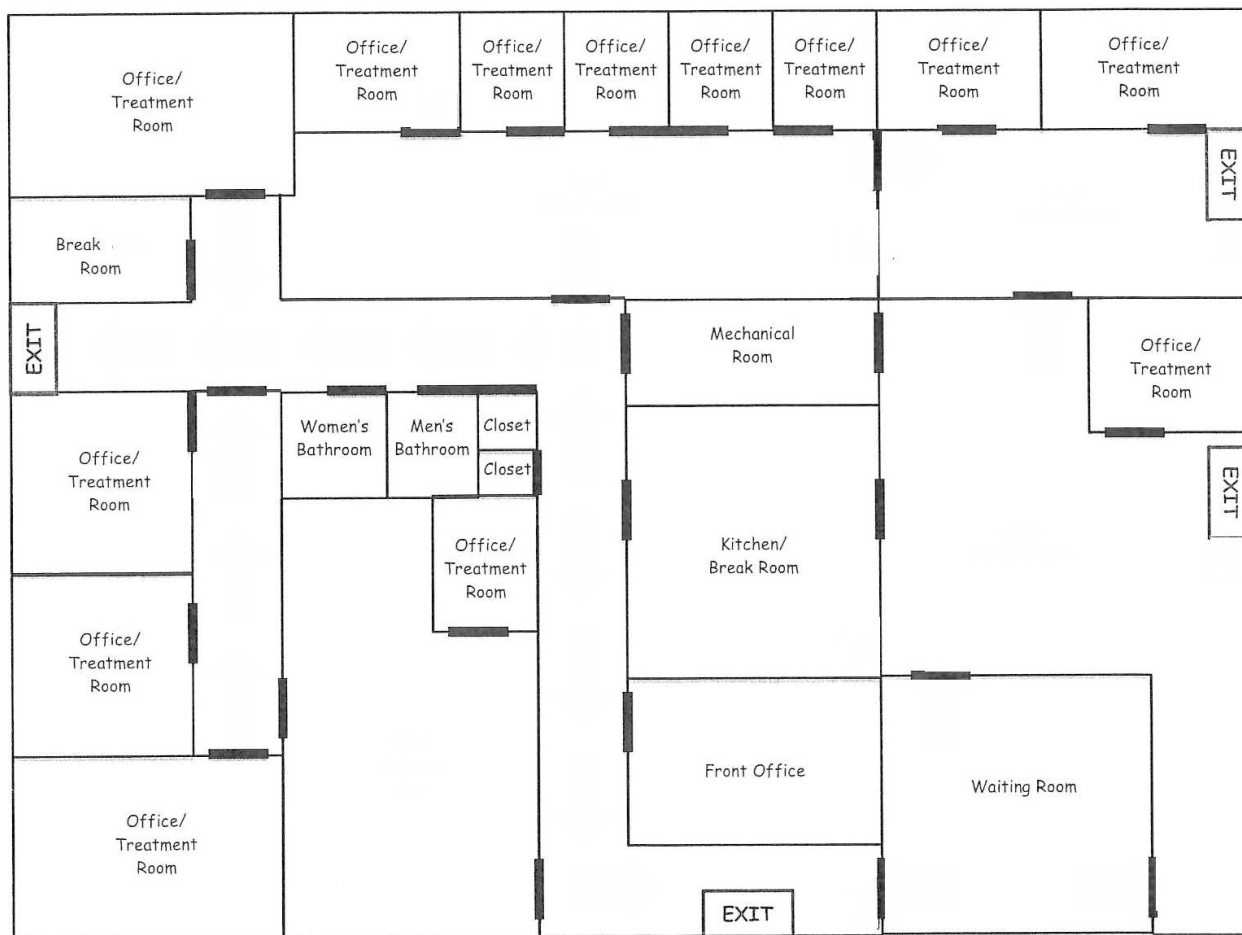 Office/
Treatment
Room
Office/
Treatment
Room
Office/
Treatment
Room
Office/
Treatment
Room
Office/
Treatment
Room
Office/
Treatment
Room
Office/
Treatment
Room
Office/
Treatment
Room
EXIT
Break
Room
EXIT
Mechanical
Room
Office/
Treatment
Room
Women's
Bathroom
Men's
Bathroom
Closet
Closet
Office/
Treatment
Room
EXIT
Office/
Treatment
Room
Kitchen/
Break Room
Office/
Treatment
Room
Front Office
Waiting Room
Office/
Treatment
Room
EXIT